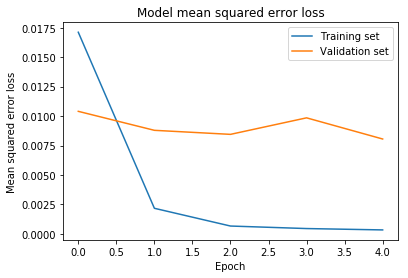 Model mean squared error loss
Training set
Validation set
Mean squared error loss
0.0175
0.0150
0.0125
0.0100
0.0075
0.0050
0.0025
0.0000
0.0 0.5 1.0 1.5 2.0 2.5 3.0 3.5 4.0
Epoch